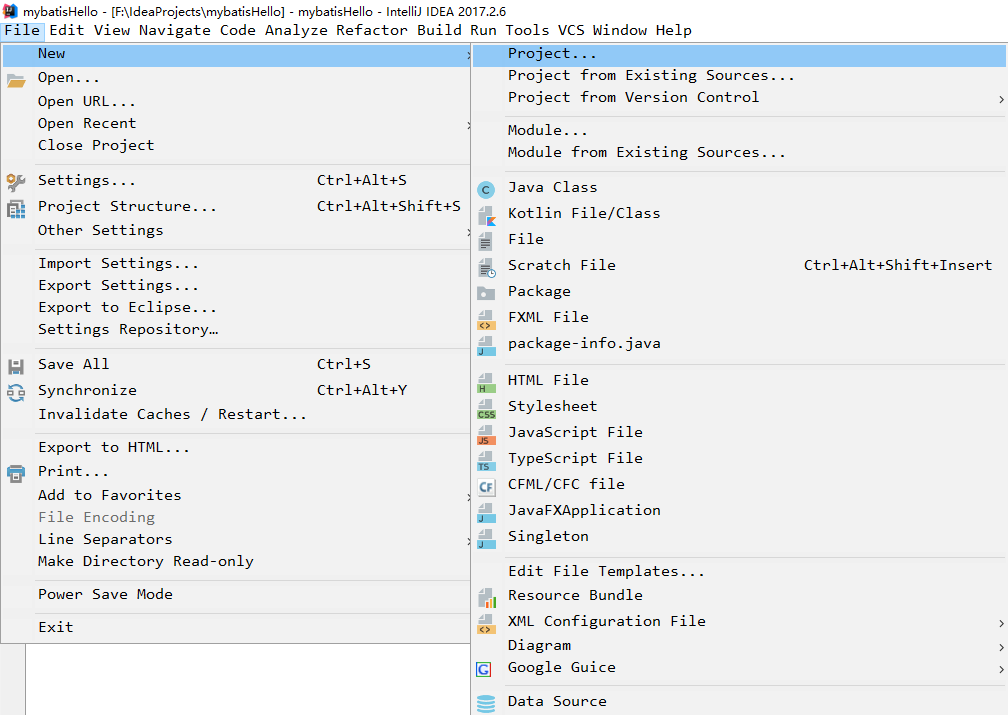 mybatisHello - [F:\IdeaProjects\mybatisHello] - mybatisHello - IntelliJ IDEA 2017.2.6
File Edit View Navigate Code Analyze Refactor Build Run Tools VCS Window Help
New
Open...
Open URL...
Open Recent
Close Project
Settings... Ctrl+Alt+S
Project Structure... Ctrl+Alt+Shift+S
Other Settings
Import Settings...
Export Settings...
Export to Eclipse...
Settings Repository…
Save All Ctrl+S
Synchronize Ctrl+Alt+Y
Invalidate Caches / Restart...
Export to HTML...
Print...
Add to Favorites
File Encoding
Line Separators
Make Directory Read-only
Power Save Mode
Exit
Project...
Project from Existing Sources...
Project from Version Control
Module...
Module from Existing Sources...
C Java Class
Kotlin File/Class
File
Scratch File Ctrl+Alt+Shift+Insert
Package
<> FXML File
J package-info.java
H HTML File
CSS Stylesheet
JS JavaScript File
TS TypeScript File
CF CFML/CFC file
J JavaFXApplication
J Singleton
Edit File Templates...
Resource Bundle
<> XML Configuration File
Diagram
G Google Guice
Data Source